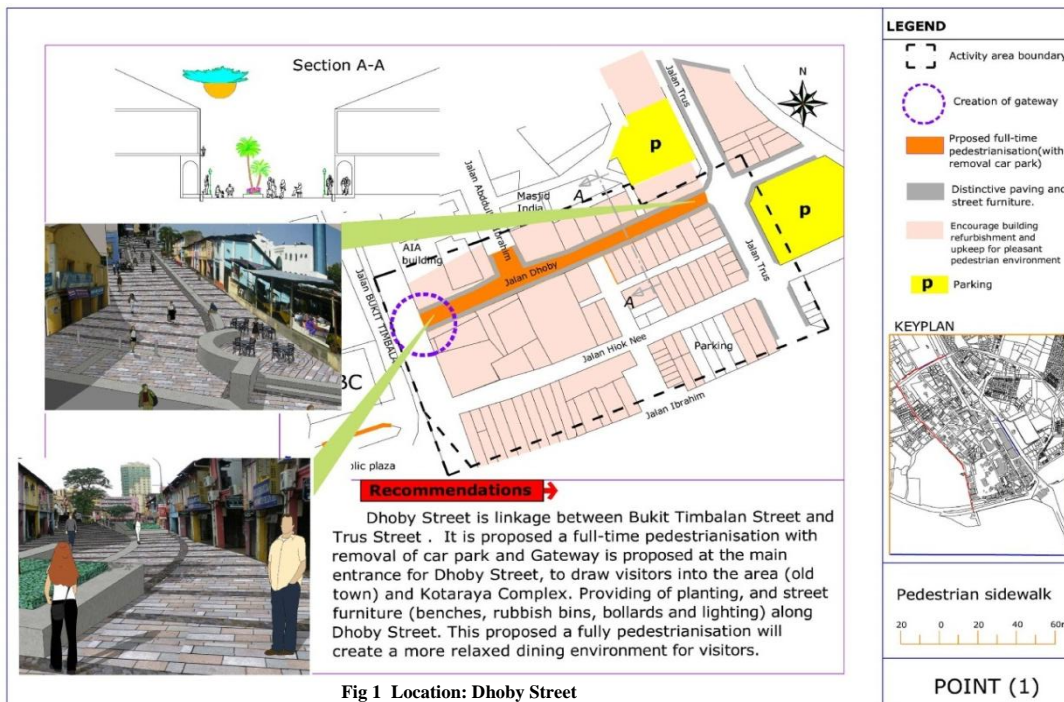 Section A-A
Jalan Trus
N
P
P
Jalan Abddull
Ibrahim
Masjid
India
A
AIA
building
Jalan Dhoby
Jalan Trus
A
Jalan BUKIT TIMBALA
Jalan Hiok Nee
Parking
BC
Jalan Ibrahim
olic plaza
Recommendations
Dhoby Street is linkage between Bukit Timbalan Street and
Trus Street . It is proposed a full-time pedestrianisation with
removal of car park and Gateway is proposed at the main
entrance for Dhoby Street, to draw visitors into the area (old
town) and Kotaraya Complex. Providing of planting, and street
furniture (benches, rubbish bins, bollards and lighting) along
Dhoby Street. This proposed a fully pedestrianisation will
create a more relaxed dining environment for visitors.
LEGEND
Activity area boundary
Creation of gateway
Prposed full-time
pedestrianisation(with
removal car park)
Distinctive paving and
street furniture.
Encourage building
refurbishment and
upkeep for pleasant
pedestrian environment
P Parking
KEYPLAN
Pedestrian sidewalk
20 0 20 40 60m
POINT (1)
Fig 1 Location: Dhoby Street